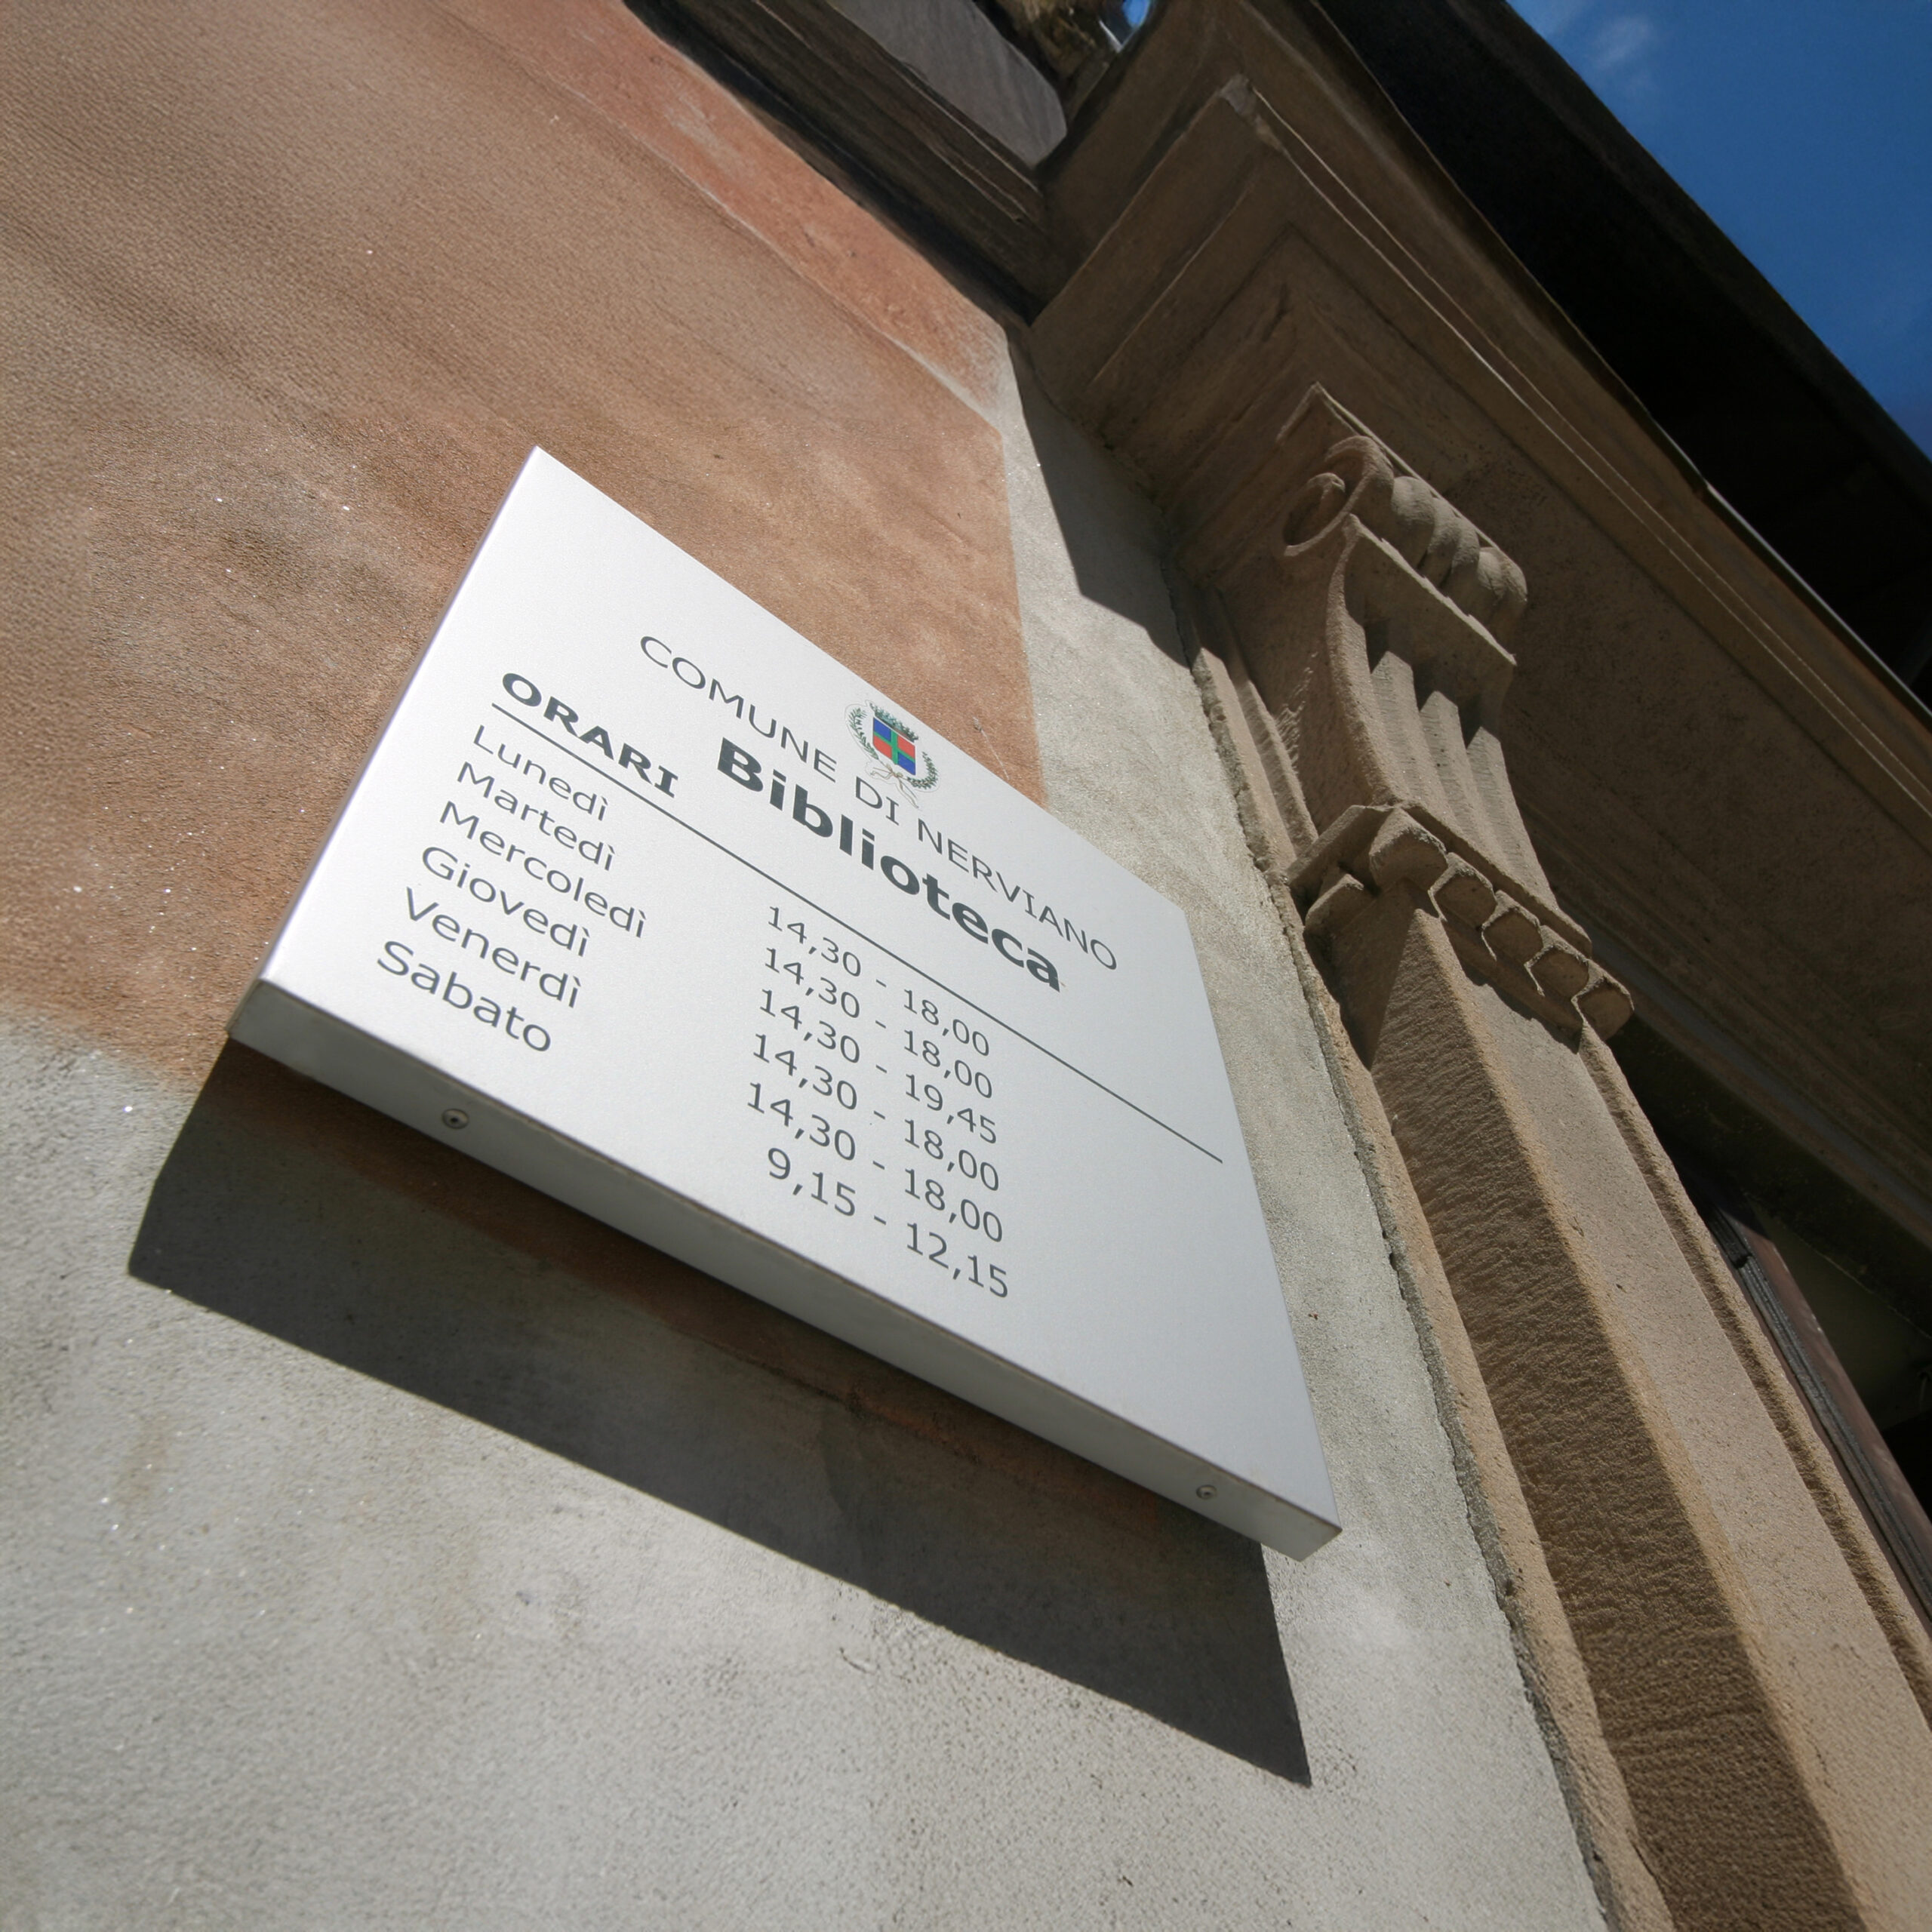 COMUNE DI NERVIANO
Biblioteca
ORARI
Lunedì 14,30 - 18,00
Martedì 14,30 - 18,00
Mercoledì 14,30 - 19,45
Giovedì 14,30 - 18,00
Venerdì 14,30 - 18,00
Sabato 9,15 - 12,15